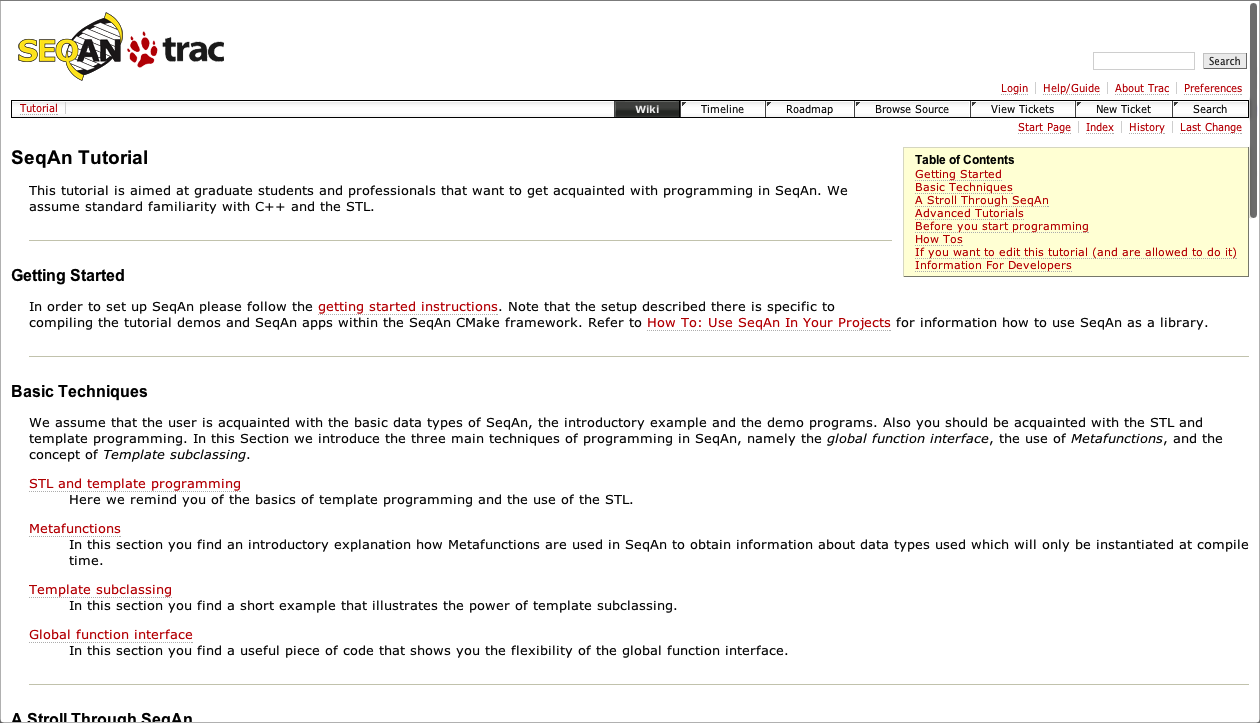 SEQAN trac
Search
Login Help/Guide About Trac Preferences
Tutorial Wiki Timeline Roadmap Browse Source View Tickets New Ticket Search
Start Page Index History Last Change
SeqAn Tutorial
This tutorial is aimed at graduate students and professionals that want to get acquainted with programming in SeqAn. We
assume standard familiarity with C++ and the STL.
Table of Contents
Getting Started
Basic Techniques
A Stroll Through SeqAn
Advanced Tutorials
Before you start programming
How Tos
If you want to edit this tutorial (and are allowed to do it)
Information For Developers
Getting Started
In order to set up SeqAn please follow the getting started instructions. Note that the setup described there is specific to
compiling the tutorial demos and SeqAn apps within the SeqAn CMake framework. Refer to How To: Use SeqAn In Your Projects for information how to use SeqAn as a library.
Basic Techniques
We assume that the user is acquainted with the basic data types of SeqAn, the introductory example and the demo programs. Also you should be acquainted with the STL and
template programming. In this Section we introduce the three main techniques of programming in SeqAn, namely the global function interface, the use of Metafunctions, and the
concept of Template subclassing.
STL and template programming
Here we remind you of the basics of template programming and the use of the STL.
Metafunctions
In this section you find an introductory explanation how Metafunctions are used in SeqAn to obtain information about data types used which will only be instantiated at compile
time.
Template subclassing
In this section you find a short example that illustrates the power of template subclassing.
Global function interface
In this section you find a useful piece of code that shows you the flexibility of the global function interface.
A Stroll Through SeqAn